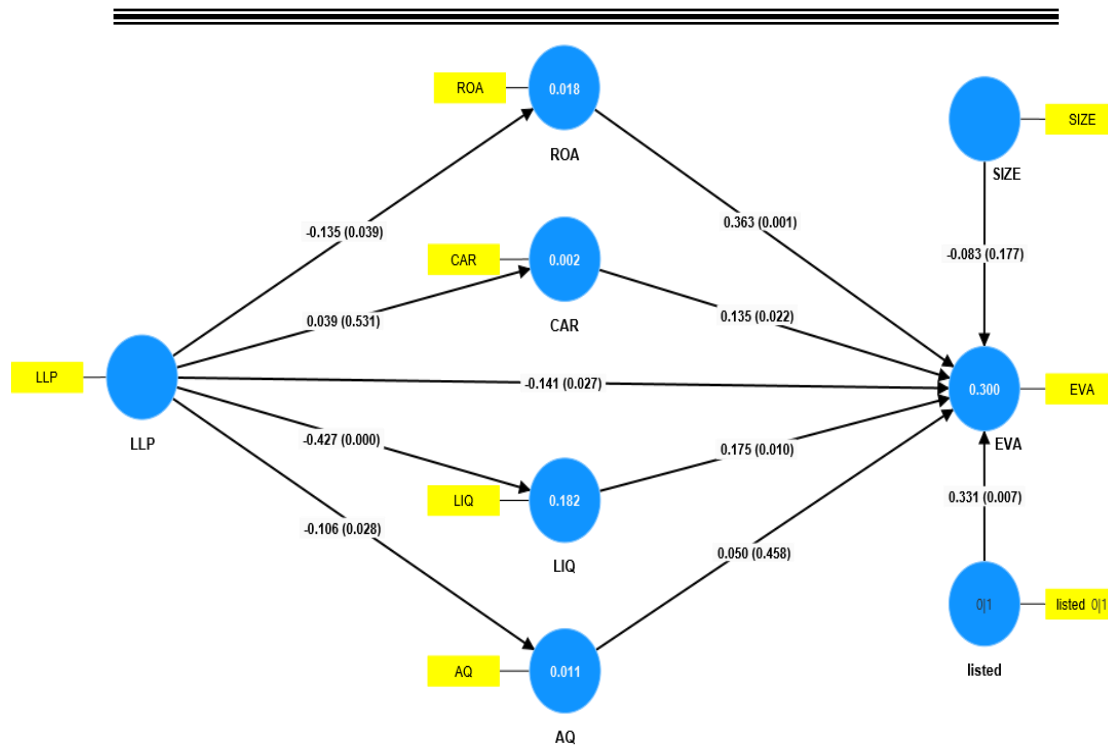 ROA
0.018
ROA
SIZE
SIZE
-0.135 (0.039)
0.363 (0.001)
-0.083 (0.177)
CAR
0.002
CAR
0.039 (0.531)
0.135 (0.022)
LLP
LLP
-0.141 (0.027)
0.300
EVA
EVA
-0.427 (0.000)
0.175 (0.010)
LIQ
0.182
LIQ
0.331 (0.007)
-0.106 (0.028)
0.050 (0.458)
0|1
listed 0|1
listed
AQ
0.011
AQ